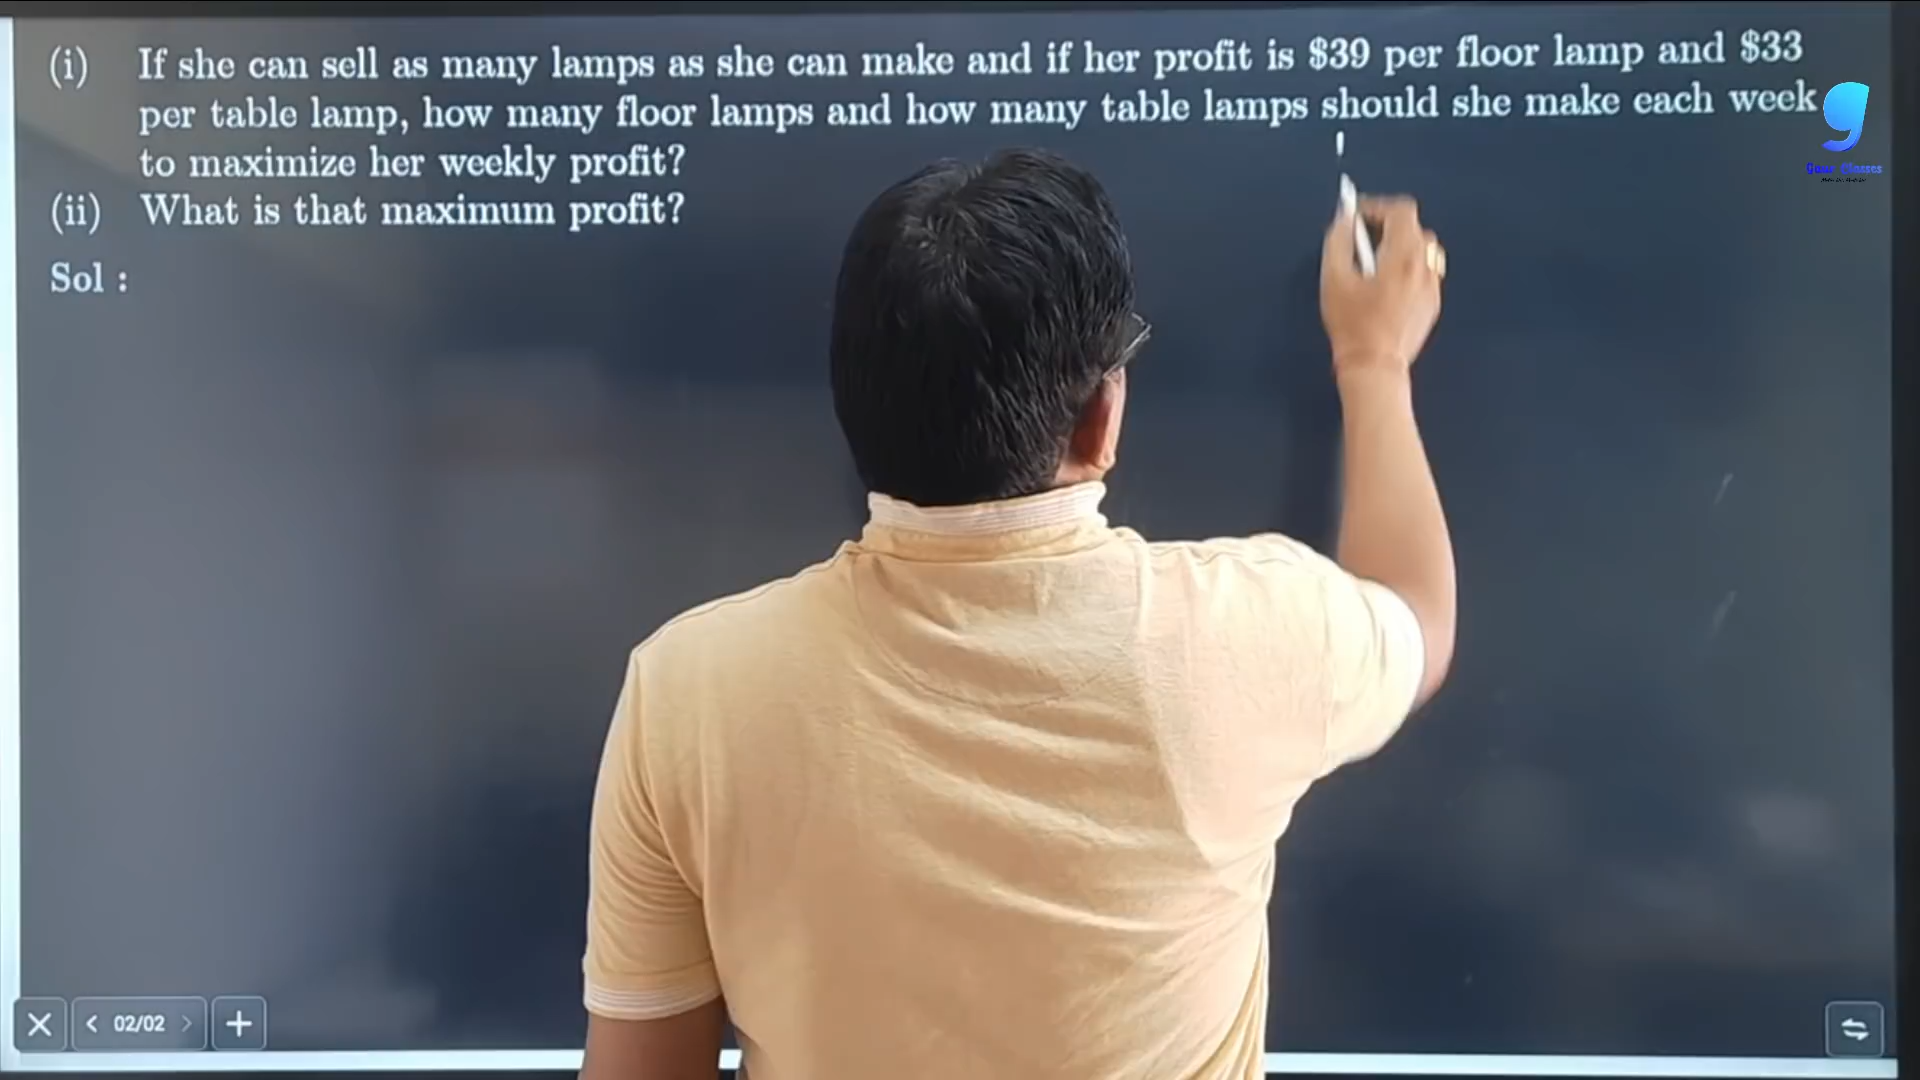 (i) If she can sell as many lamps as she can make and if her profit is $39 per floor lamp and $33
per table lamp, how many floor lamps and how many table lamps should she make each week
to maximize her weekly profit?
(ii) What is that maximum profit?
Sol :
Gaur Classes
02/02